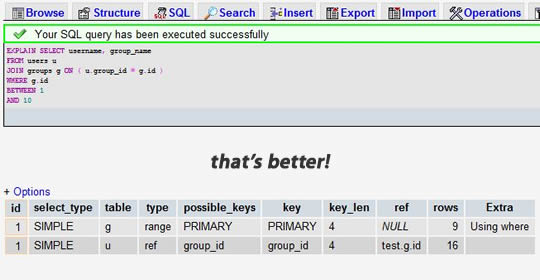 Browse Structure SQL Search Insert Export Import Operations
Your SQL query has been executed successfully
EXPLAIN SELECT username, group_name
FROM users u
JOIN groups g ON ( u.group_id = g.id )
WHERE g.id
BETWEEN 1
AND 10
that's better!
+ Options
id select_type table type possible_keys key key_len ref rows Extra
1 SIMPLE g range PRIMARY PRIMARY 4 NULL 9 Using where
1 SIMPLE u ref group_id group_id 4 test.g.id 16